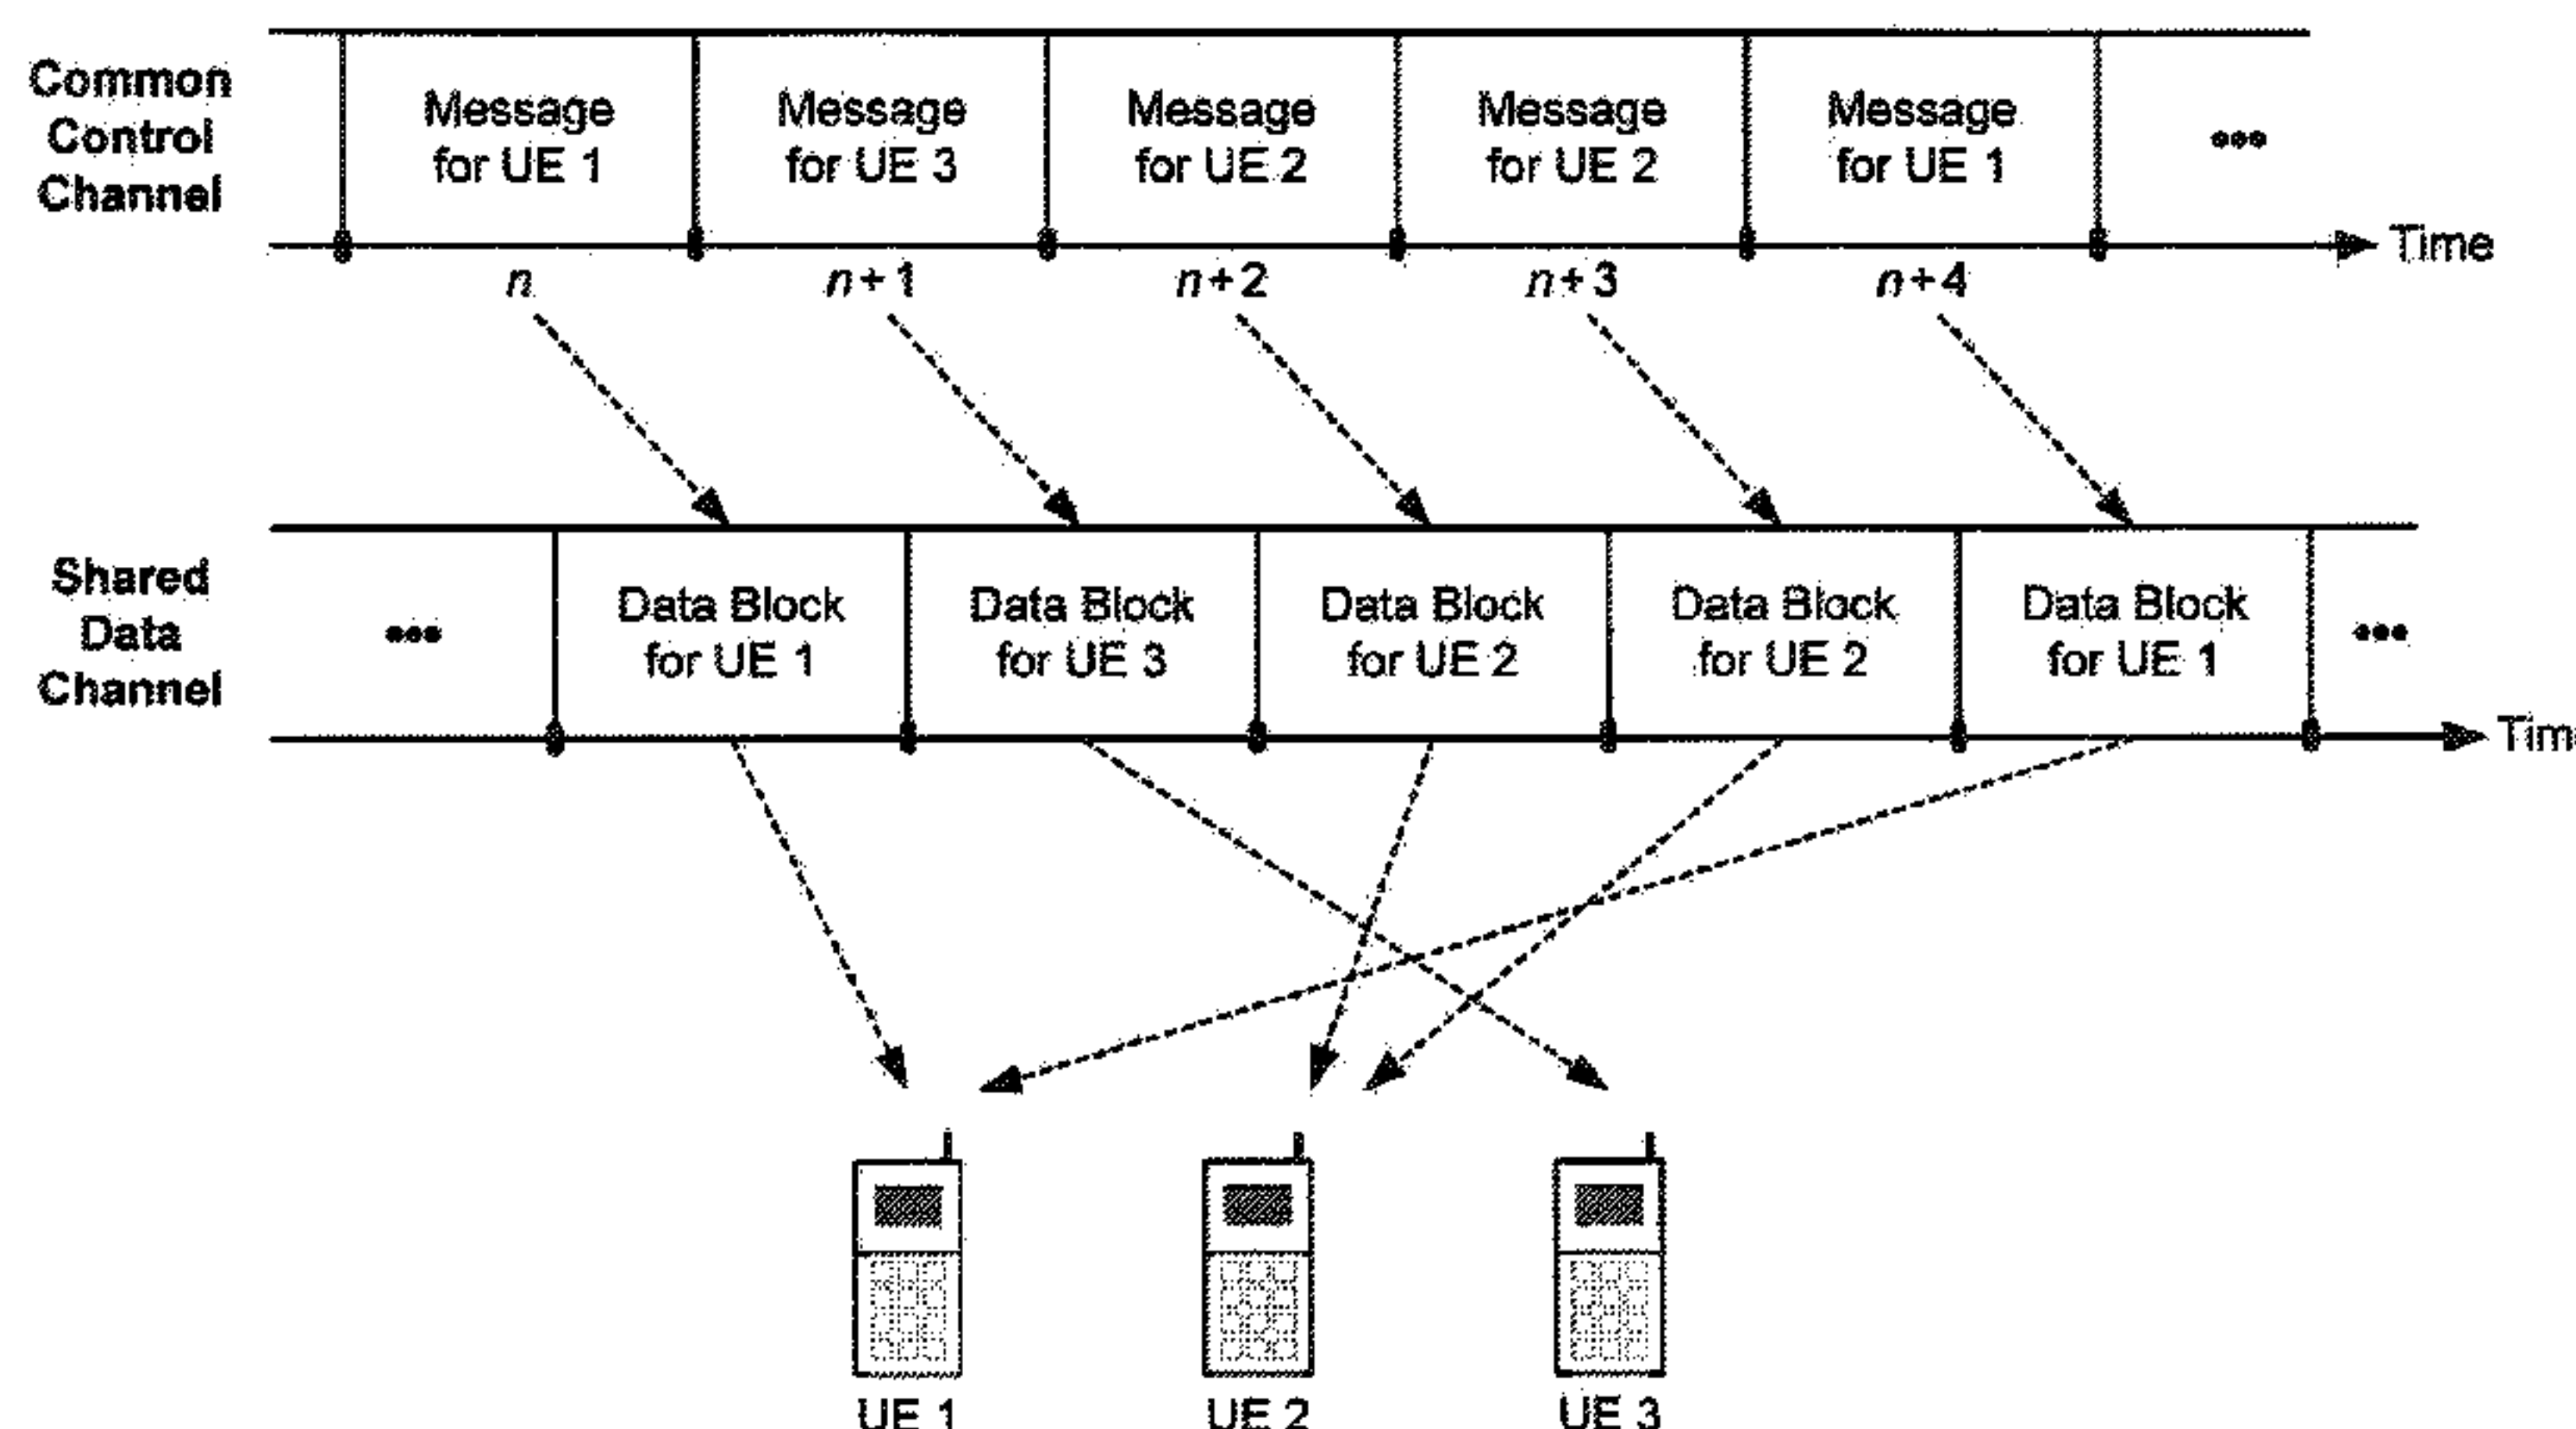 Common
Control
Channel
Message
for UE 1
Message
for UE 3
Message
for UE 2
Message
for UE 2
Message
for UE 1
•••
Time
n
n+1
n+2
n+3
n+4
Shared
Data
Channel
•••
Data Block
for UE 1
Data Block
for UE 3
Data Block
for UE 2
Data Block
for UE 2
Data Block
for UE 1
•••
Tim
UE 1
UE 2
UE 3